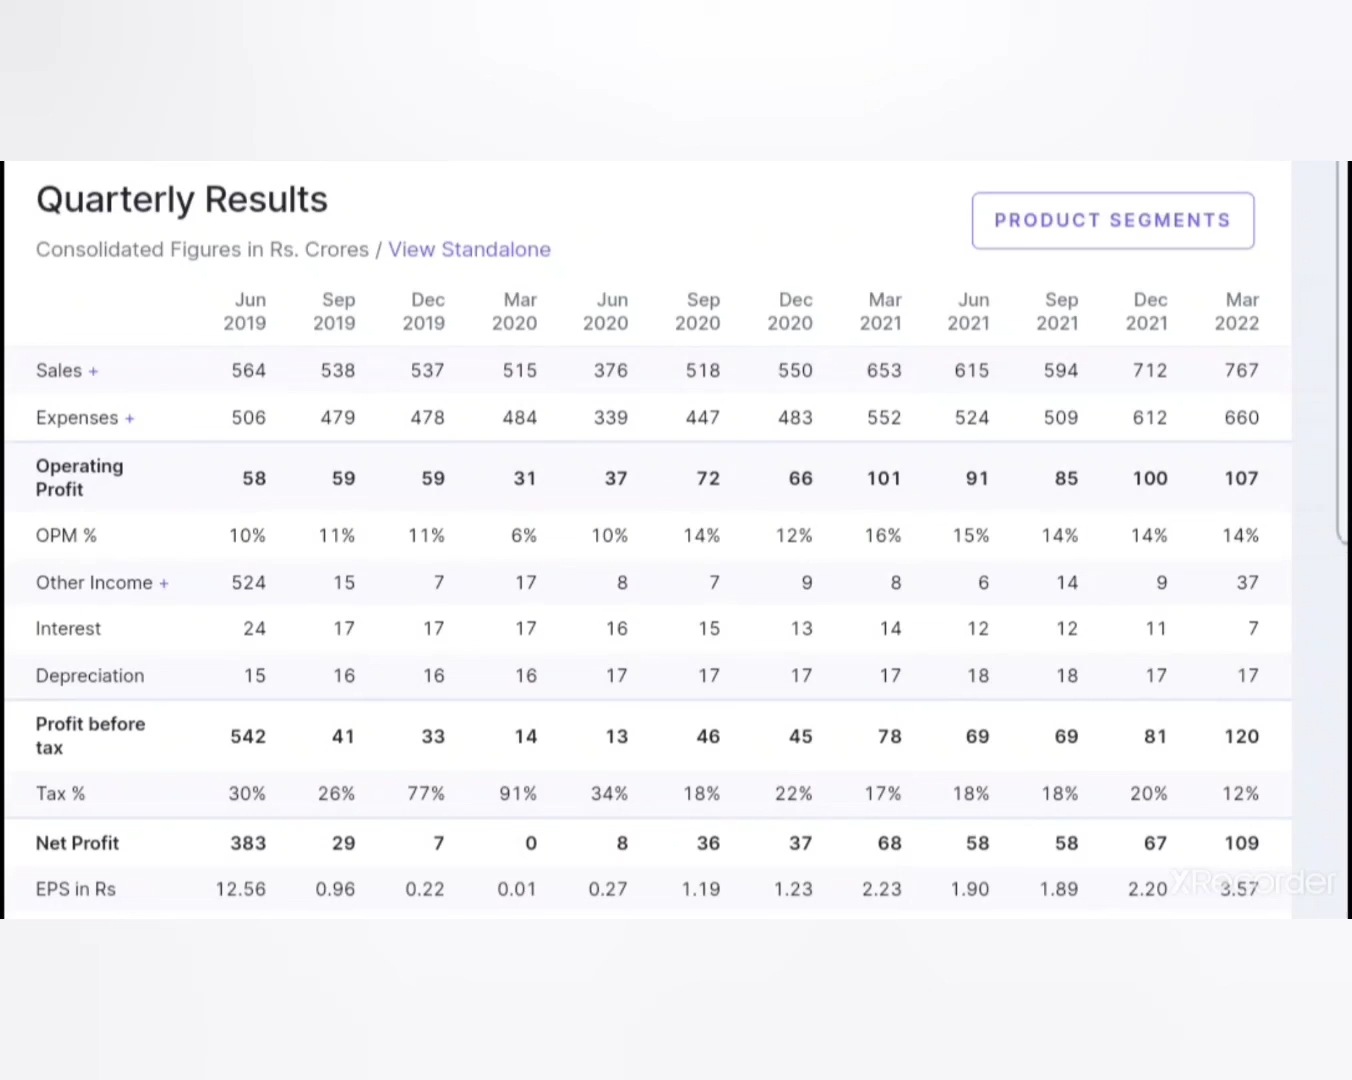 Quarterly Results
PRODUCT SEGMENTS
Consolidated Figures in Rs. Crores / View Standalone
Jun 2019 Sep 2019 Dec 2019 Mar 2020 Jun 2020 Sep 2020 Dec 2020 Mar 2021 Jun 2021 Sep 2021 Dec 2021 Mar 2022
Sales + 564 538 537 515 376 518 550 653 615 594 712 767
Expenses + 506 479 478 484 339 447 483 552 524 509 612 660
Operating Profit 58 59 59 31 37 72 66 101 91 85 100 107
OPM % 10% 11% 11% 6% 10% 14% 12% 16% 15% 14% 14% 14%
Other Income + 524 15 7 17 8 7 9 8 6 14 9 37
Interest 24 17 17 17 16 15 13 14 12 12 11 7
Depreciation 15 16 16 16 17 17 17 17 18 18 17 17
Profit before tax 542 41 33 14 13 46 45 78 69 69 81 120
Tax % 30% 26% 77% 91% 34% 18% 22% 17% 18% 18% 20% 12%
Net Profit 383 29 7 0 8 36 37 68 58 58 67 109
EPS in Rs 12.56 0.96 0.22 0.01 0.27 1.19 1.23 2.23 1.90 1.89 2.20 3.57
XRecorder